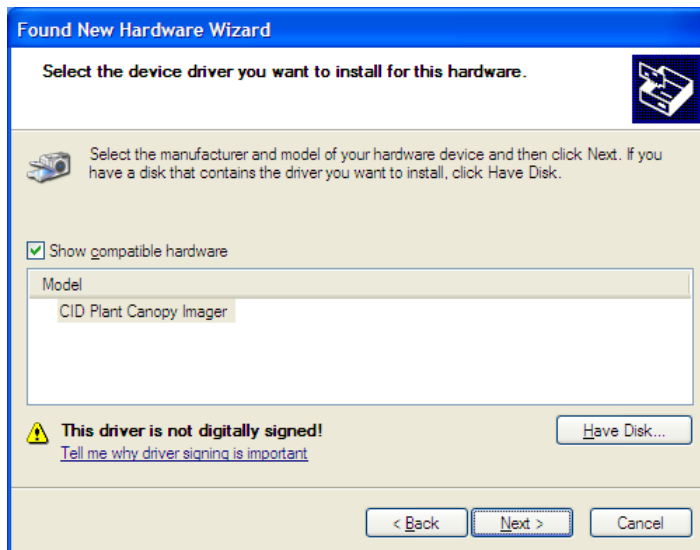 Found New Hardware Wizard
Select the device driver you want to install for this hardware.
Select the manufacturer and model of your hardware device and then click Next. If you
have a disk that contains the driver you want to install, click Have Disk.
Show compatible hardware
Model
CID Plant Canopy Imager
This driver is not digitally signed!
Have Disk...
Tell me why driver signing is important
< Back
Next >
Cancel